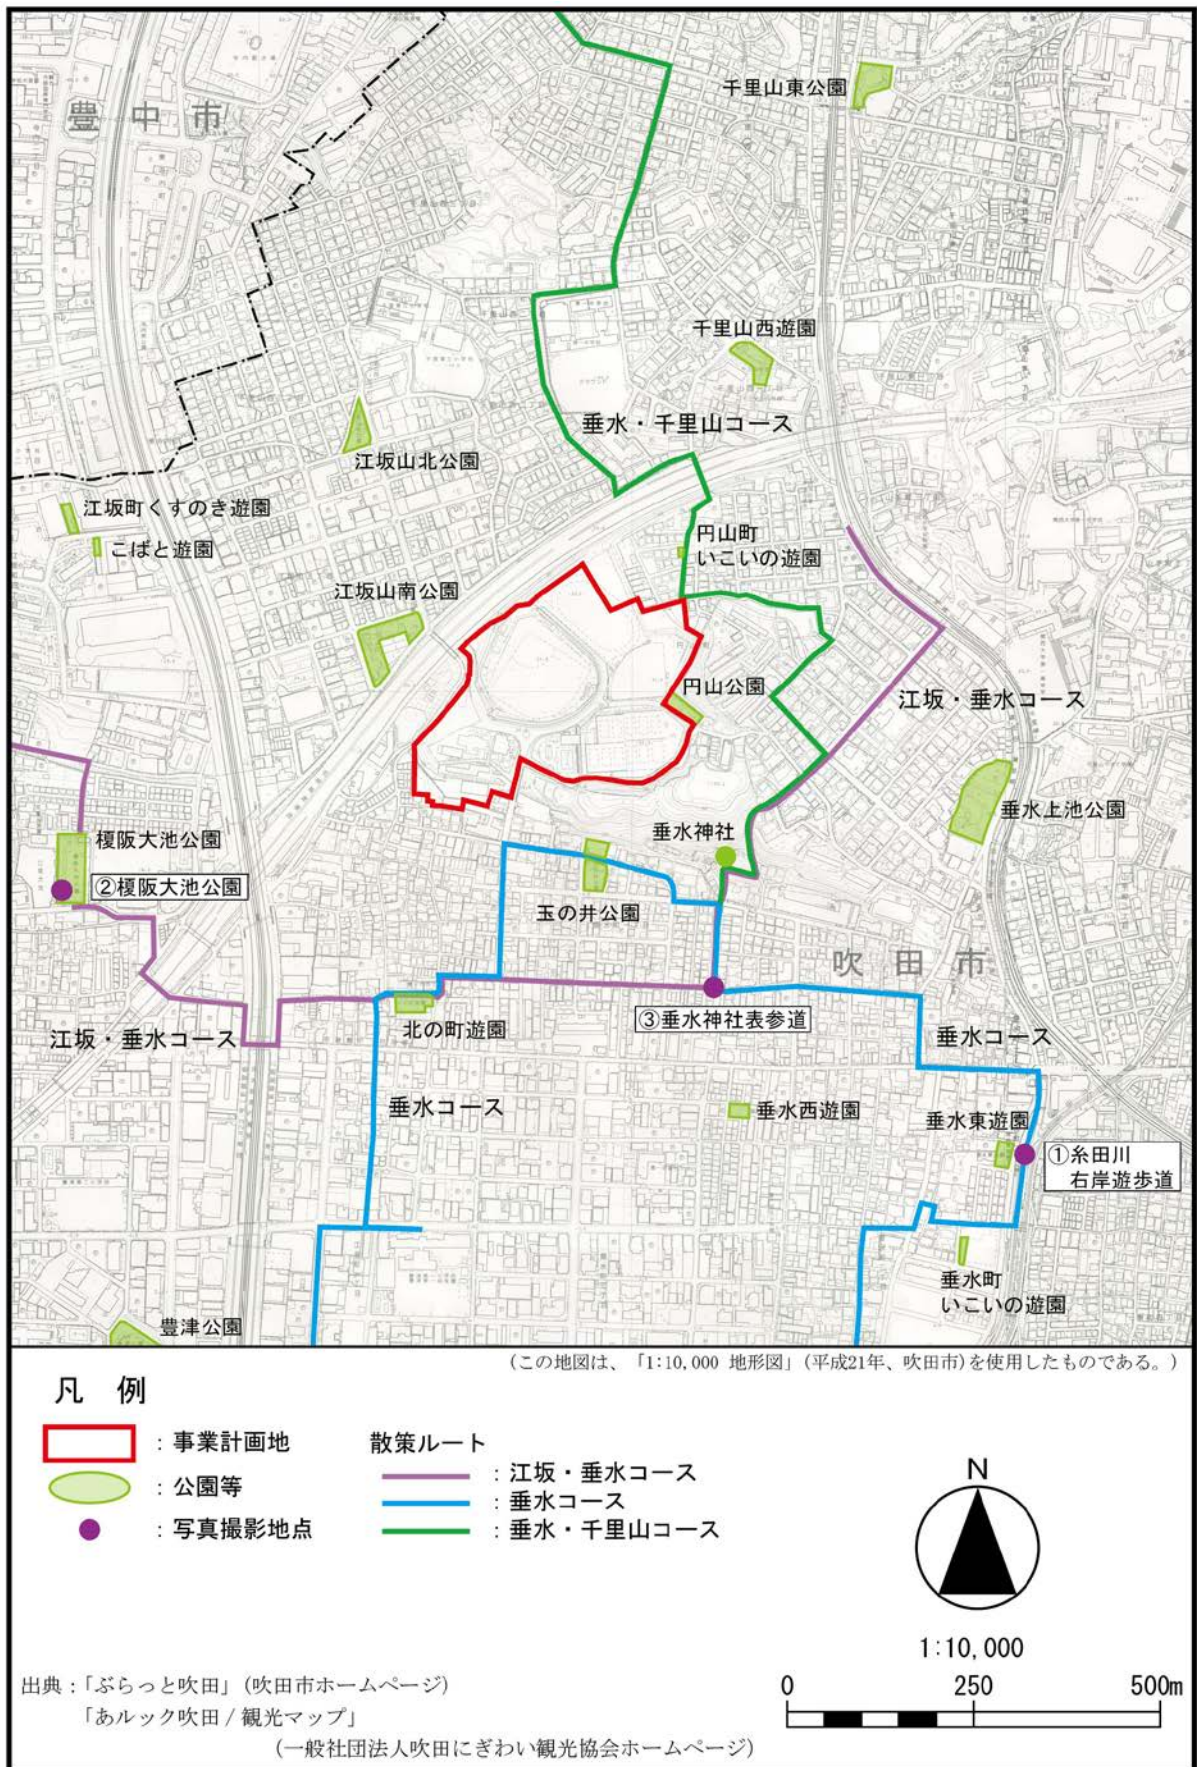 豊中市
千里山東公園
千里山西遊園
垂水・千里山コース
江坂山北公園
江坂町くすのき遊園
こばと遊園
円山町
いこいの遊園
江坂山南公園
円山公園
江坂・垂水コース
垂水上池公園
垂水神社
榎阪大池公園
②榎阪大池公園
玉の井公園
吹田市
③垂水神社表参道
北の町遊園
江坂・垂水コース
垂水コース
垂水コース
垂水西遊園
垂水東遊園
①糸田川
右岸遊歩道
垂水町
いこいの遊園
豊津公園
(この地図は、「1:10,000 地形図」(平成21年、吹田市)を使用したものである。)
凡 例
：事業計画地
：公園等
：写真撮影地点
散策ルート
：江坂・垂水コース
：垂水コース
：垂水・千里山コース
N
1:10,000
0 250 500m
出典：「ぶらっと吹田」(吹田市ホームページ)
「あルック吹田 / 観光マップ」
(一般社団法人吹田にぎわい観光協会ホームページ)